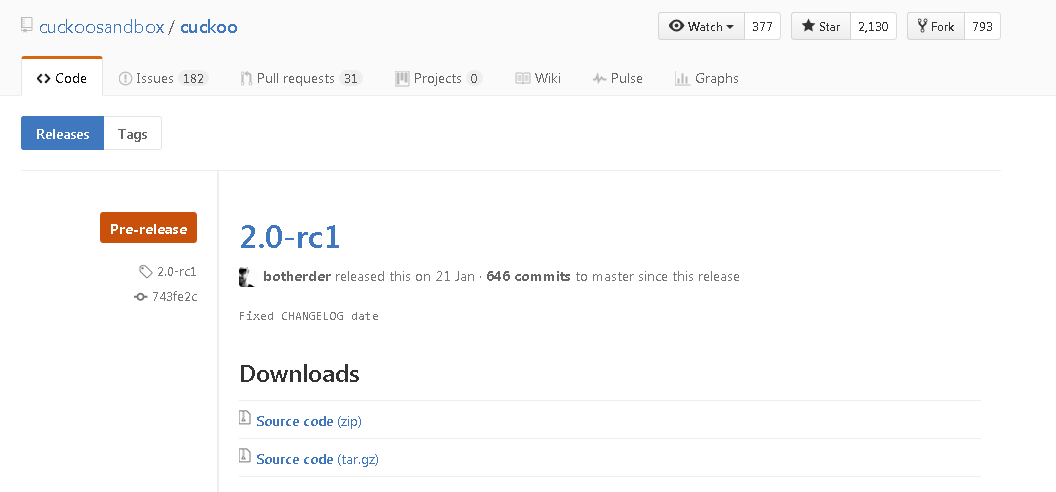 cuckoosandbox / cuckoo
Watch 377 Star 2,130 Fork 793
Code Issues 182 Pull requests 31 Projects 0 Wiki Pulse Graphs
Releases Tags
Pre-release
2.0-rc1
743fe2c
2.0-rc1
botherder released this on 21 Jan · 646 commits to master since this release
Fixed CHANGELOG date
Downloads
Source code (zip)
Source code (tar.gz)